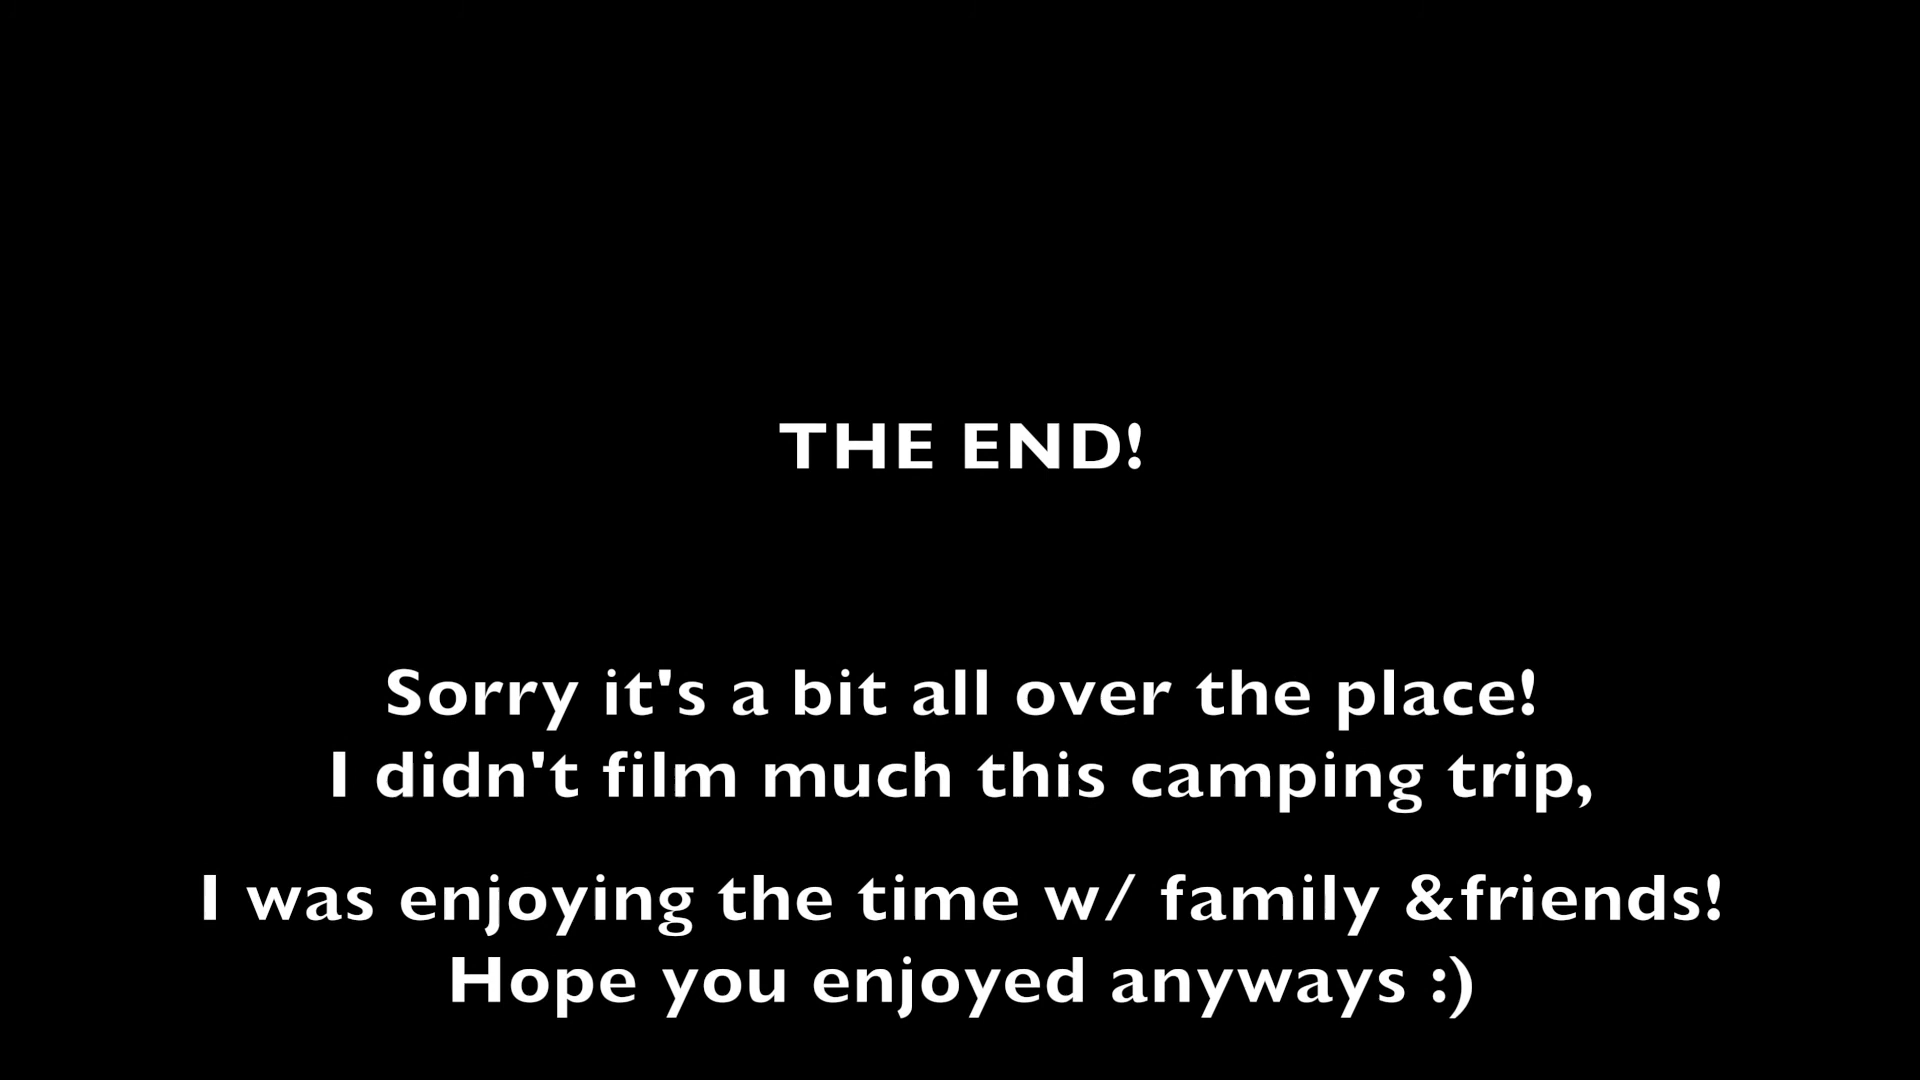 THE END!
Sorry it's a bit all over the place!
I didn't film much this camping trip,
I was enjoying the time w/ family &friends!
Hope you enjoyed anyways :)